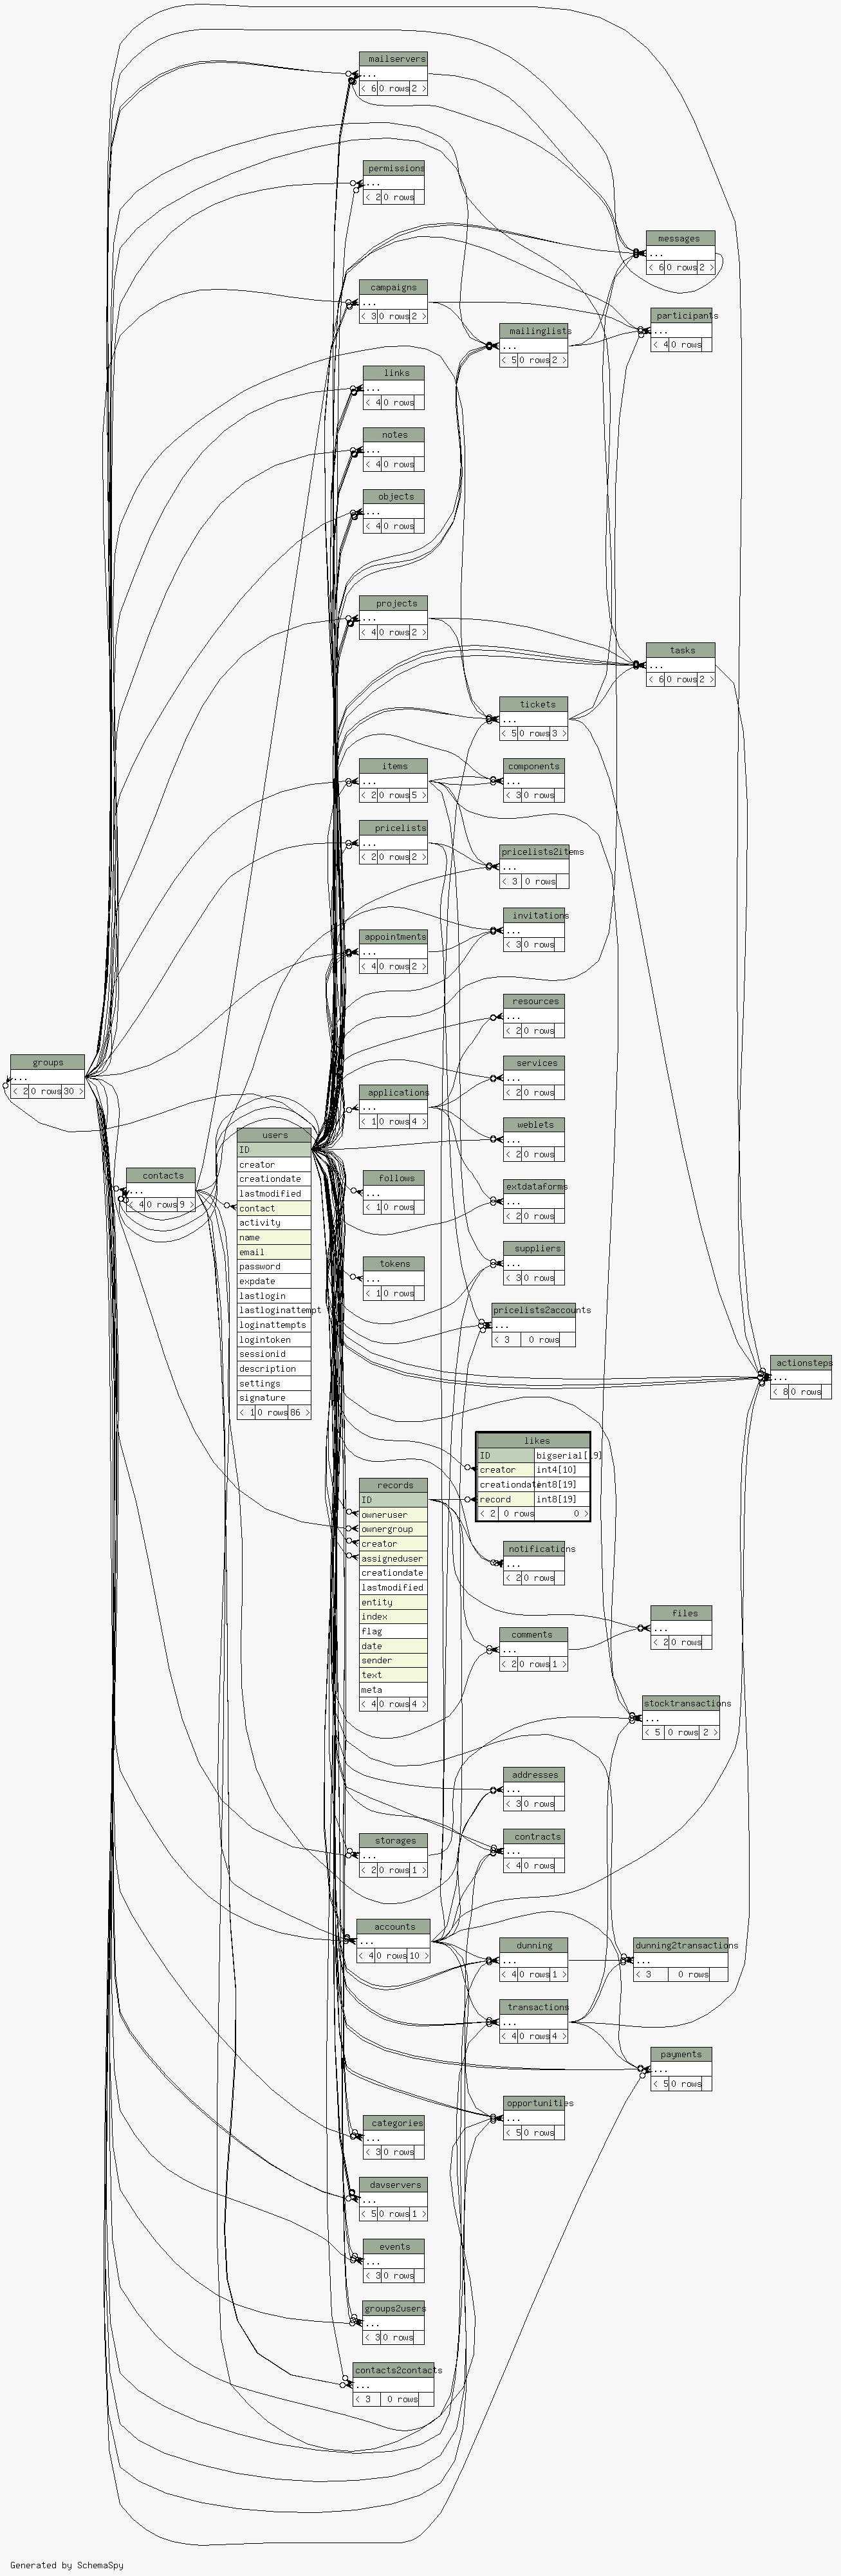 mailservers
...
< 6 0 rows 2 >
permissions
...
< 2 0 rows
messages
...
< 6 0 rows 2 >
campaigns
...
< 3 0 rows 2 >
participants
...
< 4 0 rows
mailinglists
...
< 5 0 rows 2 >
links
...
< 4 0 rows
notes
...
< 4 0 rows
objects
...
< 4 0 rows
projects
...
< 4 0 rows 2 >
tasks
...
< 6 0 rows 2 >
tickets
...
< 5 0 rows 3 >
items
...
< 2 0 rows 5 >
components
...
< 3 0 rows
pricelists
...
< 2 0 rows 2 >
pricelists2items
...
< 3 0 rows
invitations
...
< 3 0 rows
appointments
...
< 4 0 rows 2 >
resources
...
< 2 0 rows
groups
...
< 2 0 rows 30 >
services
...
< 2 0 rows
applications
...
< 1 0 rows 4 >
weblets
...
< 2 0 rows
users
ID
creator
creationdate
lastmodified
contact
activity
name
email
password
expdate
lastlogin
lastloginattempt
loginattempts
logintoken
sessionid
description
settings
signature
< 1 0 rows 86 >
contacts
...
< 4 0 rows 9 >
follows
...
< 1 0 rows
extdataforms
...
< 2 0 rows
suppliers
...
< 3 0 rows
tokens
...
< 1 0 rows
pricelists2accounts
...
< 3 0 rows
actionsteps
...
< 8 0 rows
likes
ID bigserial[19]
creator int4[10]
creationdate int8[19]
record int8[19]
< 2 0 rows 0 >
records
ID
owneruser
ownergroup
creator
assigneduser
creationdate
lastmodified
entity
index
flag
date
sender
text
meta
< 4 0 rows 4 >
notifications
...
< 2 0 rows
files
...
< 2 0 rows
comments
...
< 2 0 rows 1 >
stocktransactions
...
< 5 0 rows 2 >
addresses
...
< 3 0 rows
contracts
...
< 4 0 rows
storages
...
< 2 0 rows 1 >
accounts
...
< 4 0 rows 10 >
dunning
...
< 4 0 rows 1 >
dunning2transactions
...
< 3 0 rows
transactions
...
< 4 0 rows 4 >
payments
...
< 5 0 rows
opportunities
...
< 5 0 rows
categories
...
< 3 0 rows
davservers
...
< 5 0 rows 1 >
events
...
< 3 0 rows
groups2users
...
< 3 0 rows
contacts2contacts
...
< 3 0 rows
Generated by SchemaSpy